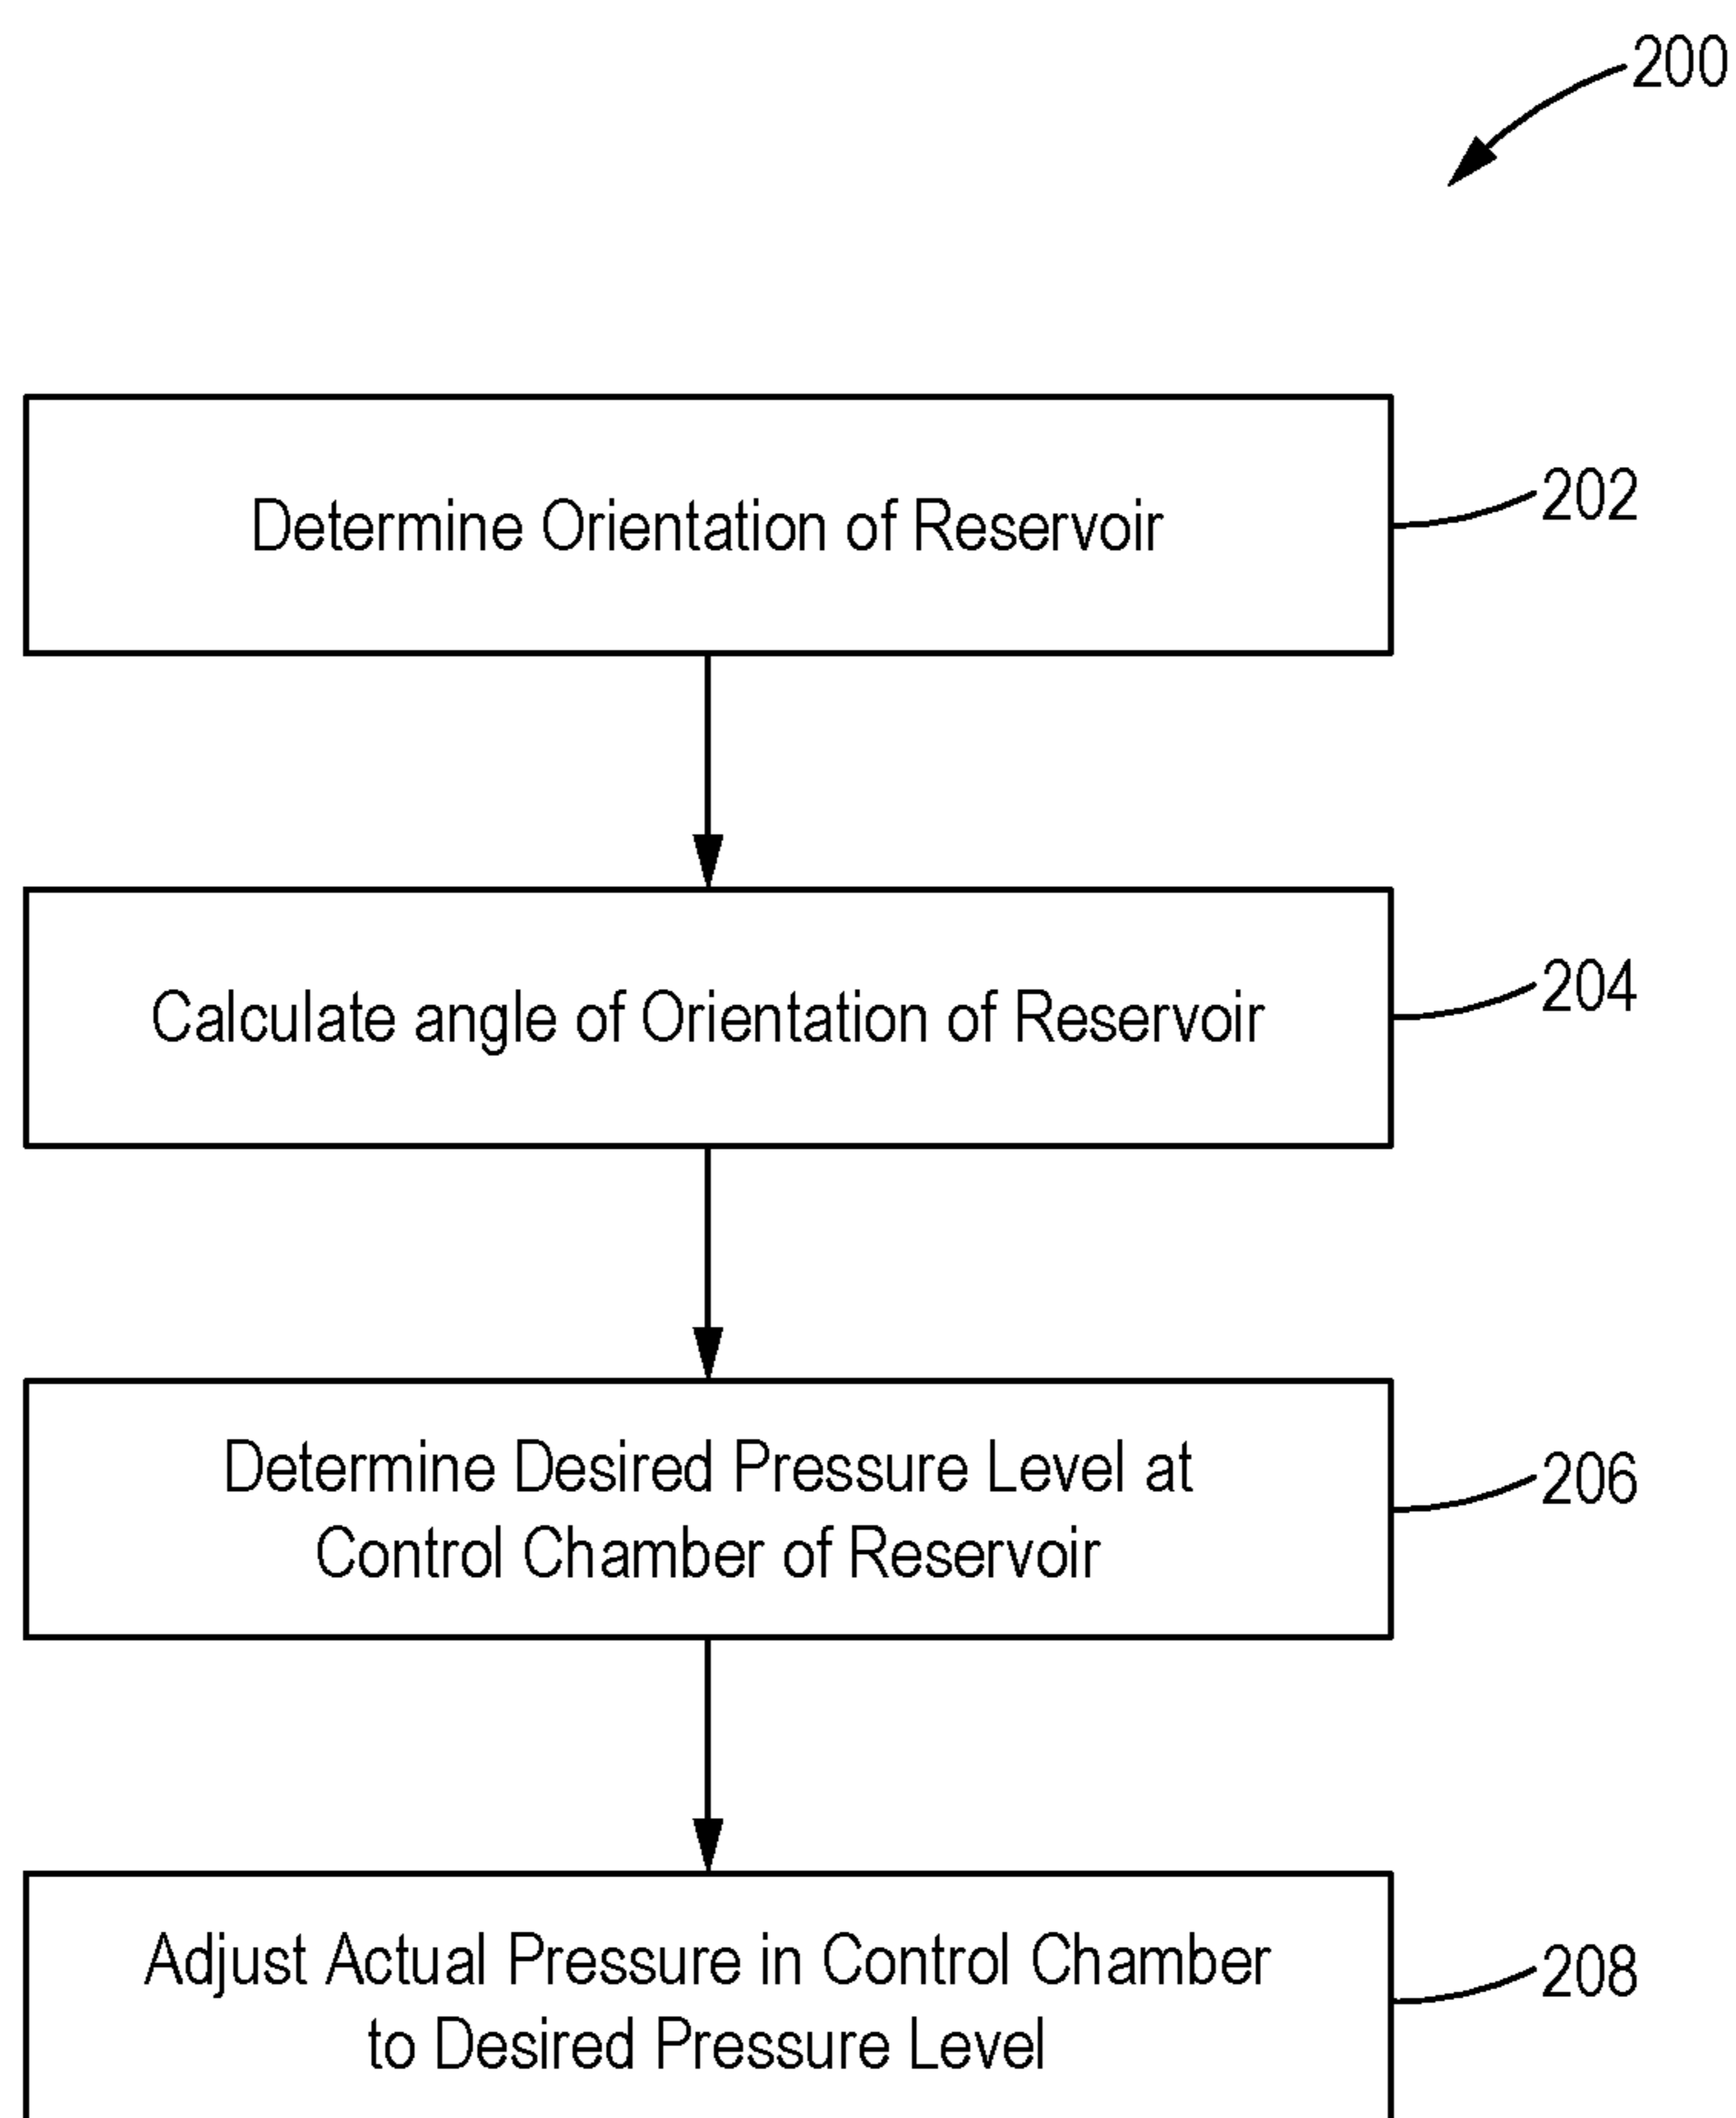 200
Determine Orientation of Reservoir
202
Calculate angle of Orientation of Reservoir
204
Determine Desired Pressure Level at
Control Chamber of Reservoir
206
Adjust Actual Pressure in Control Chamber
to Desired Pressure Level
208